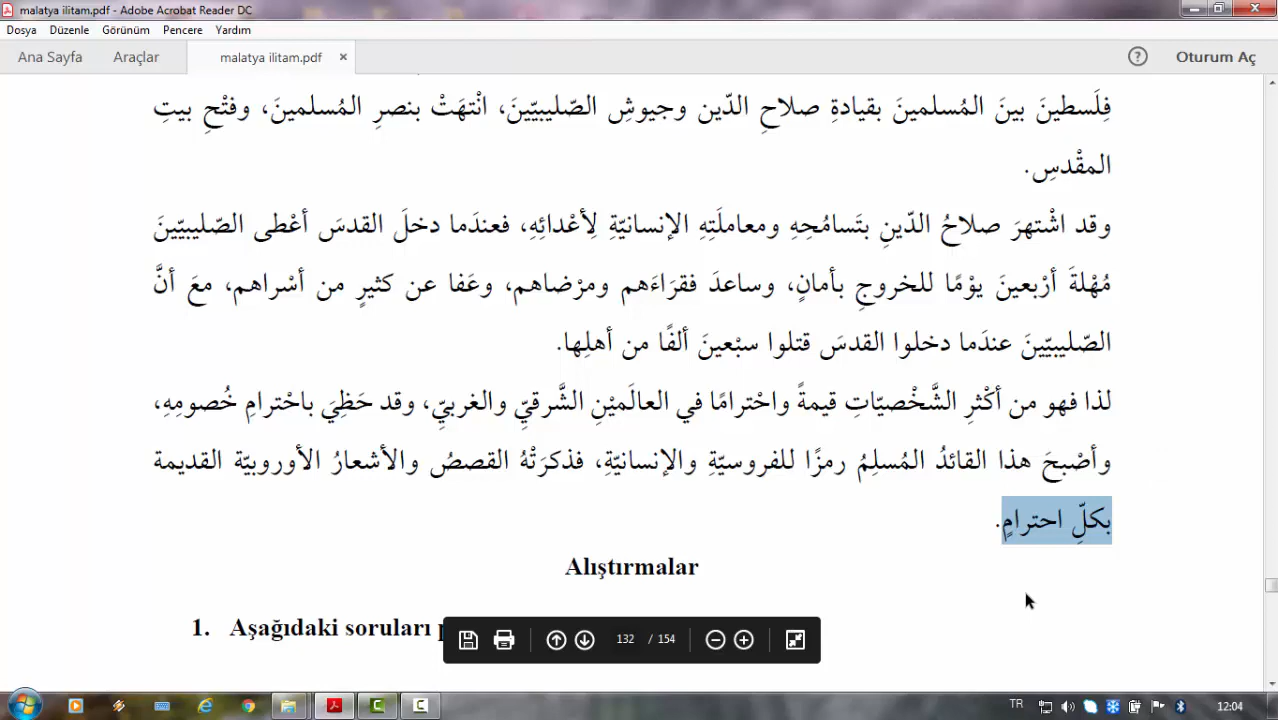 malatya ilitam.pdf - Adobe Acrobat Reader DC
Dosya Düzenle Görünüm Pencere Yardım
Ana Sayfa Araçlar malatya ilitam.pdf × ? Oturum Aç
فِلَسطينَ بينَ المُسلمينَ بقيادةِ صلاحِ الدّين وجيوشِ الصّليبيّينَ، انْتهَتْ بنصرِ المُسلمينَ، وفتْحِ بيتِ
المقْدسِ.
وقد اشْتهرَ صلاحُ الدّينِ بتَسامُحِهِ ومعاملَتِهِ الإنسانيّةِ لِأعْدائِهِ، فعندَما دخلَ القدسَ أعْطى الصّليبيّينَ
مُهْلةَ أرْبعينَ يوْمًا للخروجِ بأمانٍ، وساعدَ فقرَاءَهم ومرْضاهم، وعَفا عن كثيرٍ من أسْراهم، معَ أنَّ
الصّليبيّينَ عندَما دخلوا القدسَ قتلوا سبْعينَ ألفًا من أهلِها.
لذا فهو من أكْثرِ الشَّخْصيّاتِ قيمةً واحْترامًا في العالَميْنِ الشَّرقيِّ والغربيِّ، وقد حَظِيَ باحْترامِ خُصومِهِ،
وأصْبحَ هذا القائدُ المُسلِمُ رمزًا للفروسيّةِ والإنسانيّةِ، فذكرَتْهُ القصصُ والأشعارُ الأوروبيّة القديمة
بكلِّ احترامٍ.
Alıştırmalar
1. Aşağıdaki soruları
132 / 154
TR 12:04